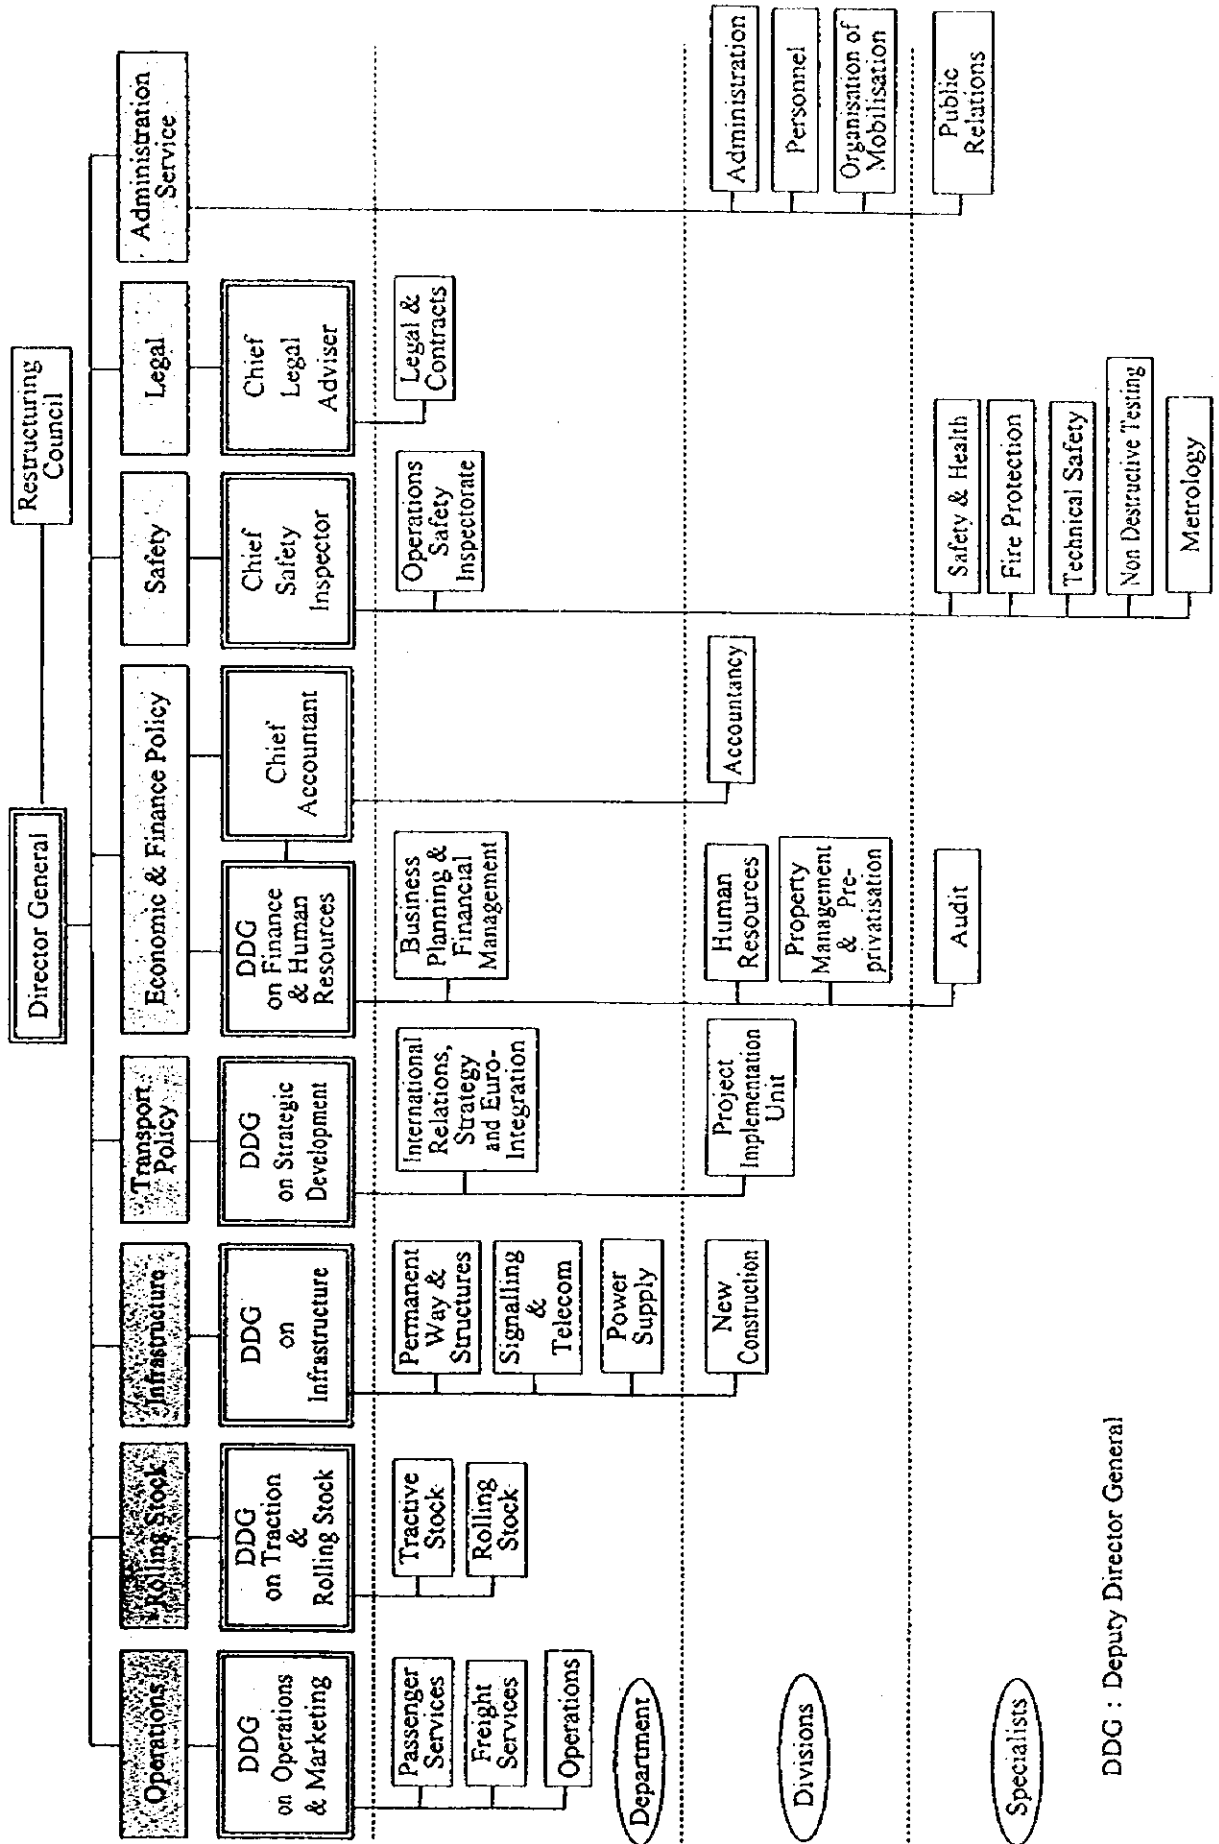 Director General
Restructuring
Council
Operations
Rolling Stock
Infrastructure
Transport
Policy
Economic & Finance Policy
Safety
Legal
Administration
Service
DDG
on Operations
& Marketing
DDG
on Traction
&
Rolling Stock
DDG
on
Infrastructure
DDG
on Strategic
Development
DDG
on Finance
& Human
Resources
Chief
Accountant
Chief
Safety
Inspector
Chief
Legal
Adviser
Passenger
Services
Freight
Services
Operations
Tractive
Stock
Rolling
Stock
Permanent
Way &
Structures
Signalling
&
Telecom
Power
Supply
International
Relations,
Strategy
and Euro-
Integration
Business
Planning &
Financial
Management
Operations
Safety
Inspectorate
Legal &
Contracts
Department
New
Construction
Project
Implementation
Unit
Human
Resources
Property
Management
& Pre-
privatisation
Accountancy
Administration
Personnel
Organisation of
Mobilisation
Divisions
Audit
Safety & Health
Fire Protection
Technical Safety
Non Destructive Testing
Metrology
Public
Relations
Specialists
DDG : Deputy Director General